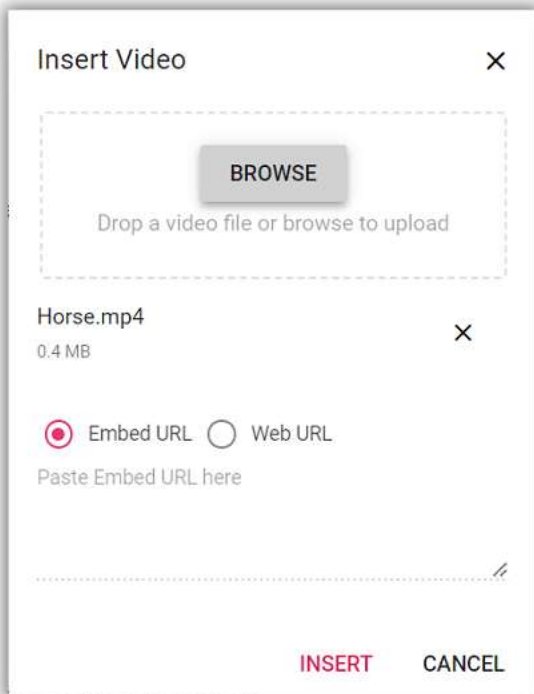 Insert Video
BROWSE
Drop a video file or browse to upload
Horse.mp4
0.4 MB
Embed URL Web URL
Paste Embed URL here
INSERT CANCEL